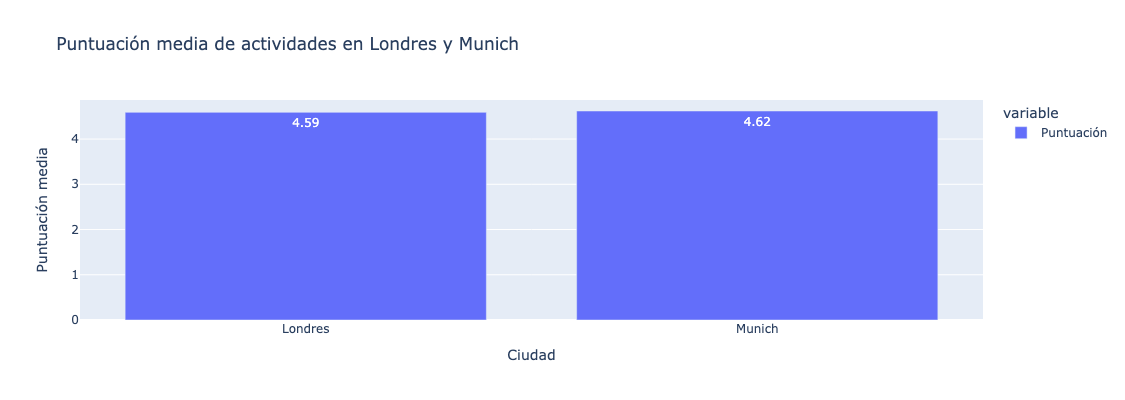 Puntuación media de actividades en Londres y Munich
variable
Puntuación
4.59
4.62
4
3
2
1
0
Puntuación media
Londres
Munich
Ciudad